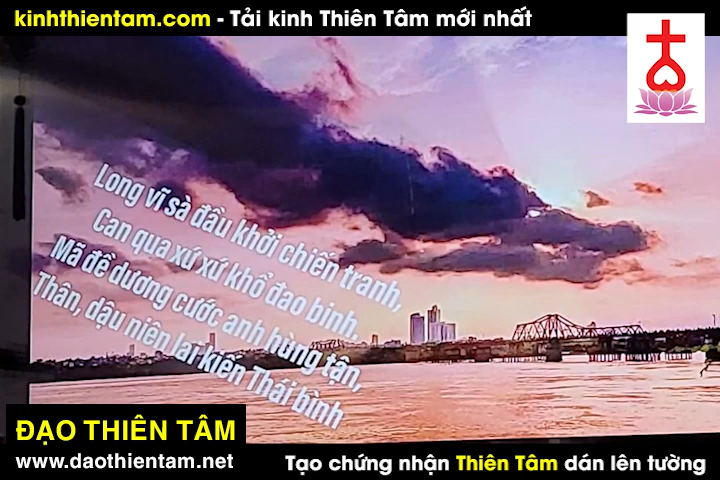 kinhthientam.com - Tải kinh Thiên Tâm mới nhất
Long vĩ sà đầu khởi chiến tranh,
Can qua xứ xứ khổ đao binh.
Mã đề dương cước anh hùng tận,
Thân, dậu niên lai kiến Thái bình
ĐẠO THIÊN TÂM
www.daothientam.net
Tạo chứng nhận Thiên Tâm dán lên tường